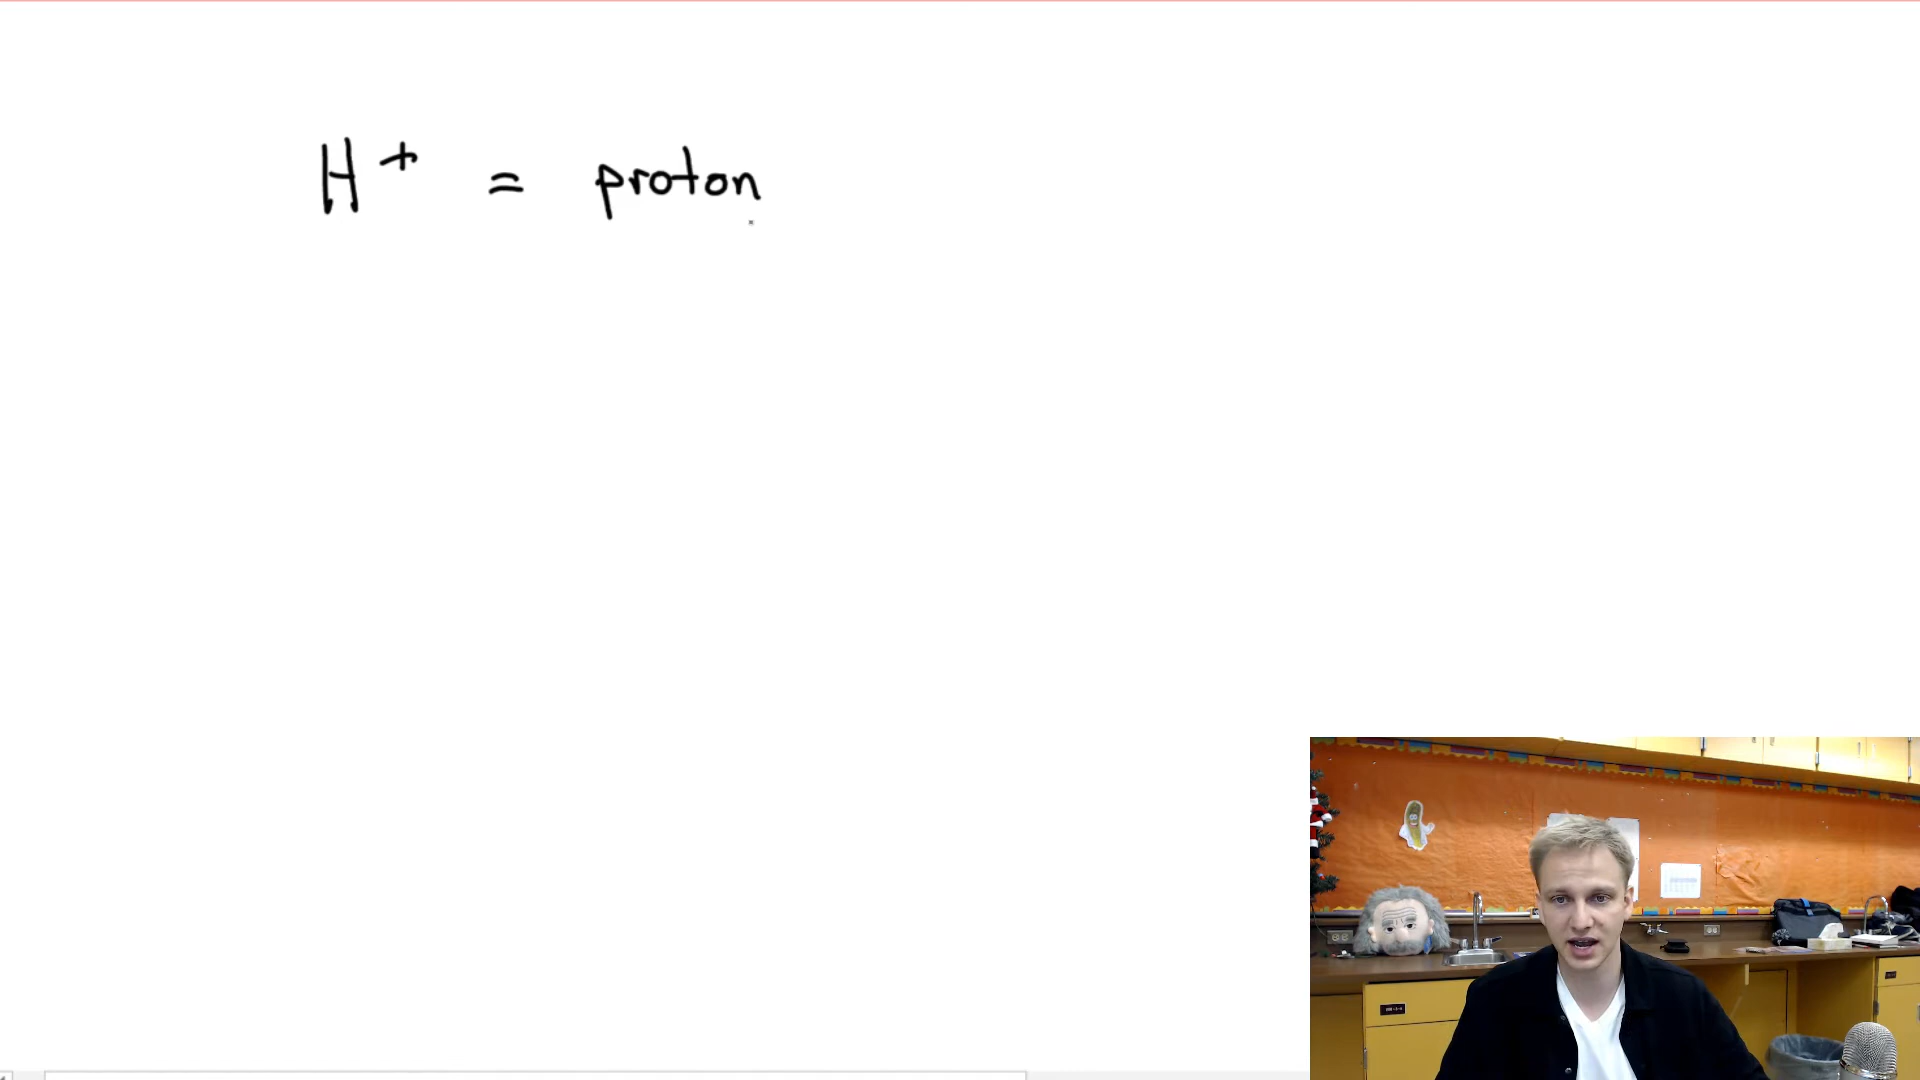 H⁺ = proton